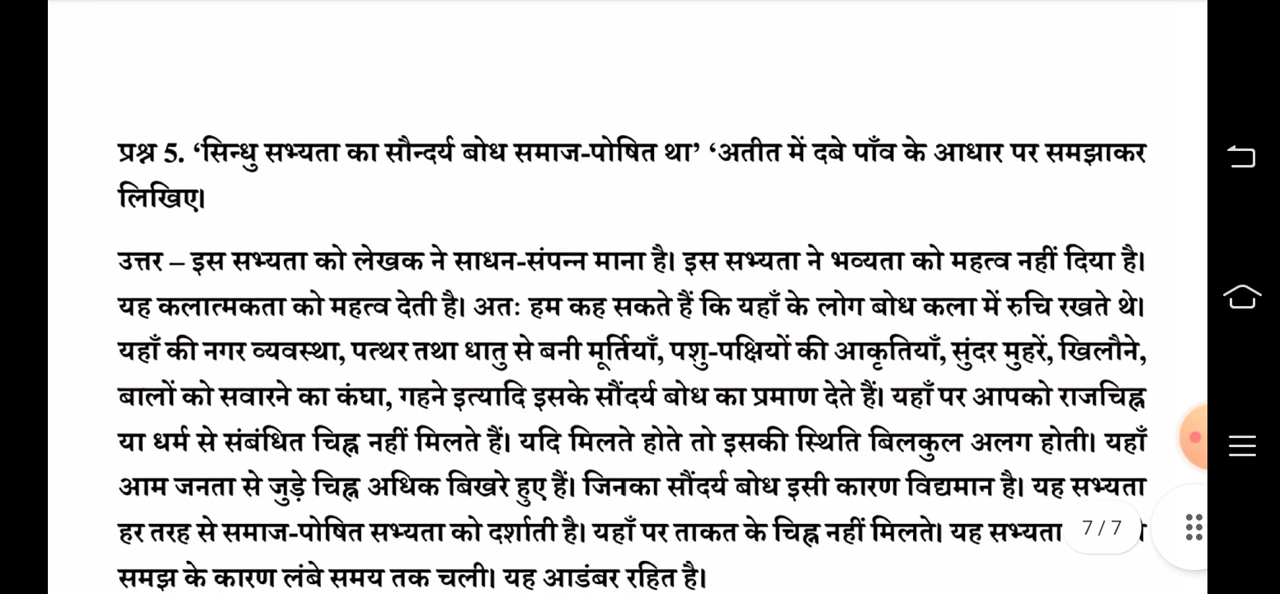 प्रश्न 5. ‘सिन्धु सभ्यता का सौन्दर्य बोध समाज-पोषित था’ ‘अतीत में दबे पाँव के आधार पर समझाकर
लिखिए।
उत्तर – इस सभ्यता को लेखक ने साधन-संपन्न माना है। इस सभ्यता ने भव्यता को महत्व नहीं दिया है।
यह कलात्मकता को महत्व देती है। अतः हम कह सकते हैं कि यहाँ के लोग बोध कला में रुचि रखते थे।
यहाँ की नगर व्यवस्था, पत्थर तथा धातु से बनी मूर्तियाँ, पशु-पक्षियों की आकृतियाँ, सुंदर मुहरें, खिलौने,
बालों को सवारने का कंघा, गहने इत्यादि इसके सौंदर्य बोध का प्रमाण देते हैं। यहाँ पर आपको राजचिह्न
या धर्म से संबंधित चिह्न नहीं मिलते हैं। यदि मिलते होते तो इसकी स्थिति बिलकुल अलग होती। यहाँ
आम जनता से जुड़े चिह्न अधिक बिखरे हुए हैं। जिनका सौंदर्य बोध इसी कारण विद्यमान है। यह सभ्यता
हर तरह से समाज-पोषित सभ्यता को दर्शाती है। यहाँ पर ताकत के चिह्न नहीं मिलते। यह सभ्यता
7/7
समझ के कारण लंबे समय तक चली। यह आडंबर रहित है।